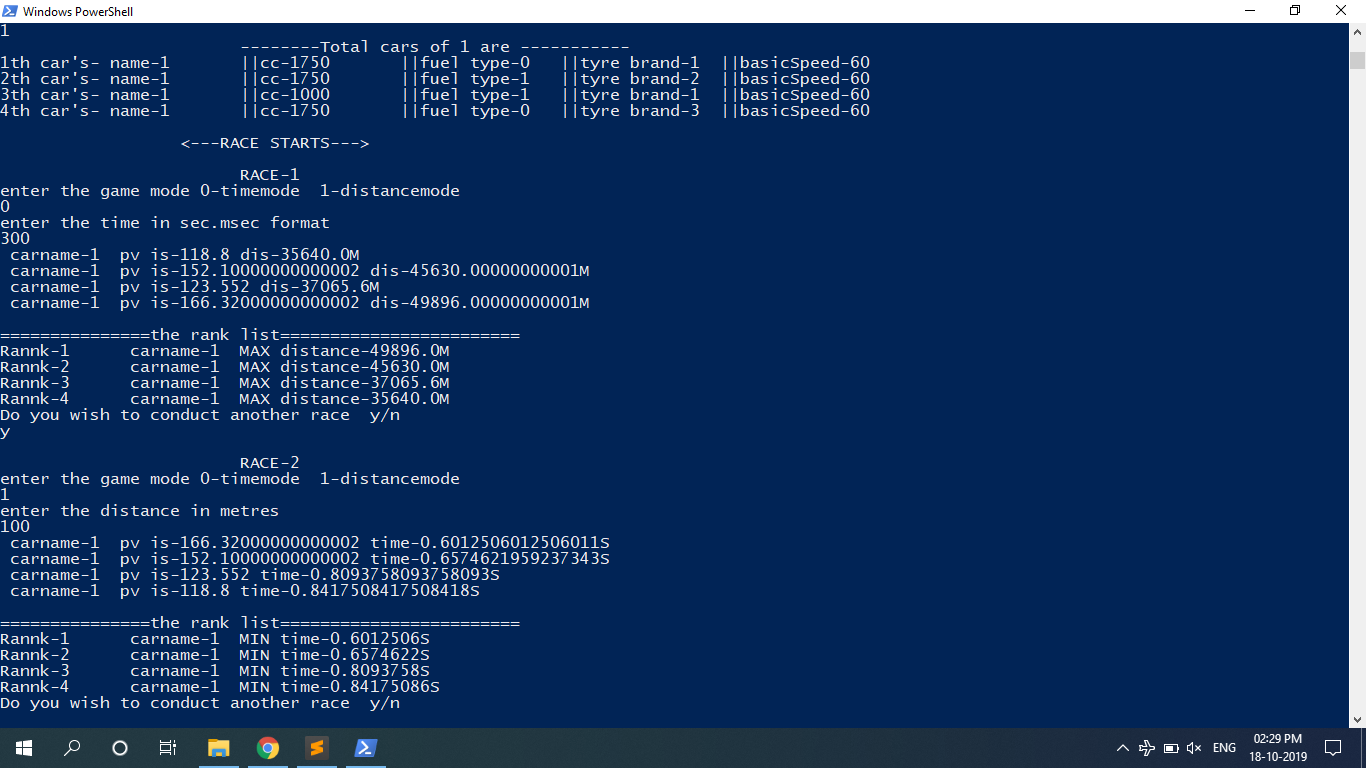 Windows PowerShell
1
--------Total cars of 1 are -----------
1th car's- name-1 ||cc-1750 ||fuel type-0 ||tyre brand-1 ||basicSpeed-60
2th car's- name-1 ||cc-1750 ||fuel type-1 ||tyre brand-2 ||basicSpeed-60
3th car's- name-1 ||cc-1000 ||fuel type-1 ||tyre brand-1 ||basicSpeed-60
4th car's- name-1 ||cc-1750 ||fuel type-0 ||tyre brand-3 ||basicSpeed-60
<---RACE STARTS--->
RACE-1
enter the game mode 0-timemode 1-distancemode
0
enter the time in sec.msec format
300
carname-1 pv is-118.8 dis-35640.0M
carname-1 pv is-152.10000000000002 dis-45630.00000000001M
carname-1 pv is-123.552 dis-37065.6M
carname-1 pv is-166.32000000000002 dis-49896.00000000001M
===============the rank list========================
Rannk-1 carname-1 MAX distance-49896.0M
Rannk-2 carname-1 MAX distance-45630.0M
Rannk-3 carname-1 MAX distance-37065.6M
Rannk-4 carname-1 MAX distance-35640.0M
Do you wish to conduct another race y/n
y
RACE-2
enter the game mode 0-timemode 1-distancemode
1
enter the distance in metres
100
carname-1 pv is-166.32000000000002 time-0.6012506012506011S
carname-1 pv is-152.10000000000002 time-0.6574621959237343S
carname-1 pv is-123.552 time-0.8093758093758093S
carname-1 pv is-118.8 time-0.8417508417508418S
===============the rank list========================
Rannk-1 carname-1 MIN time-0.6012506S
Rannk-2 carname-1 MIN time-0.6574622S
Rannk-3 carname-1 MIN time-0.8093758S
Rannk-4 carname-1 MIN time-0.84175086S
Do you wish to conduct another race y/n
ENG
02:29 PM
18-10-2019